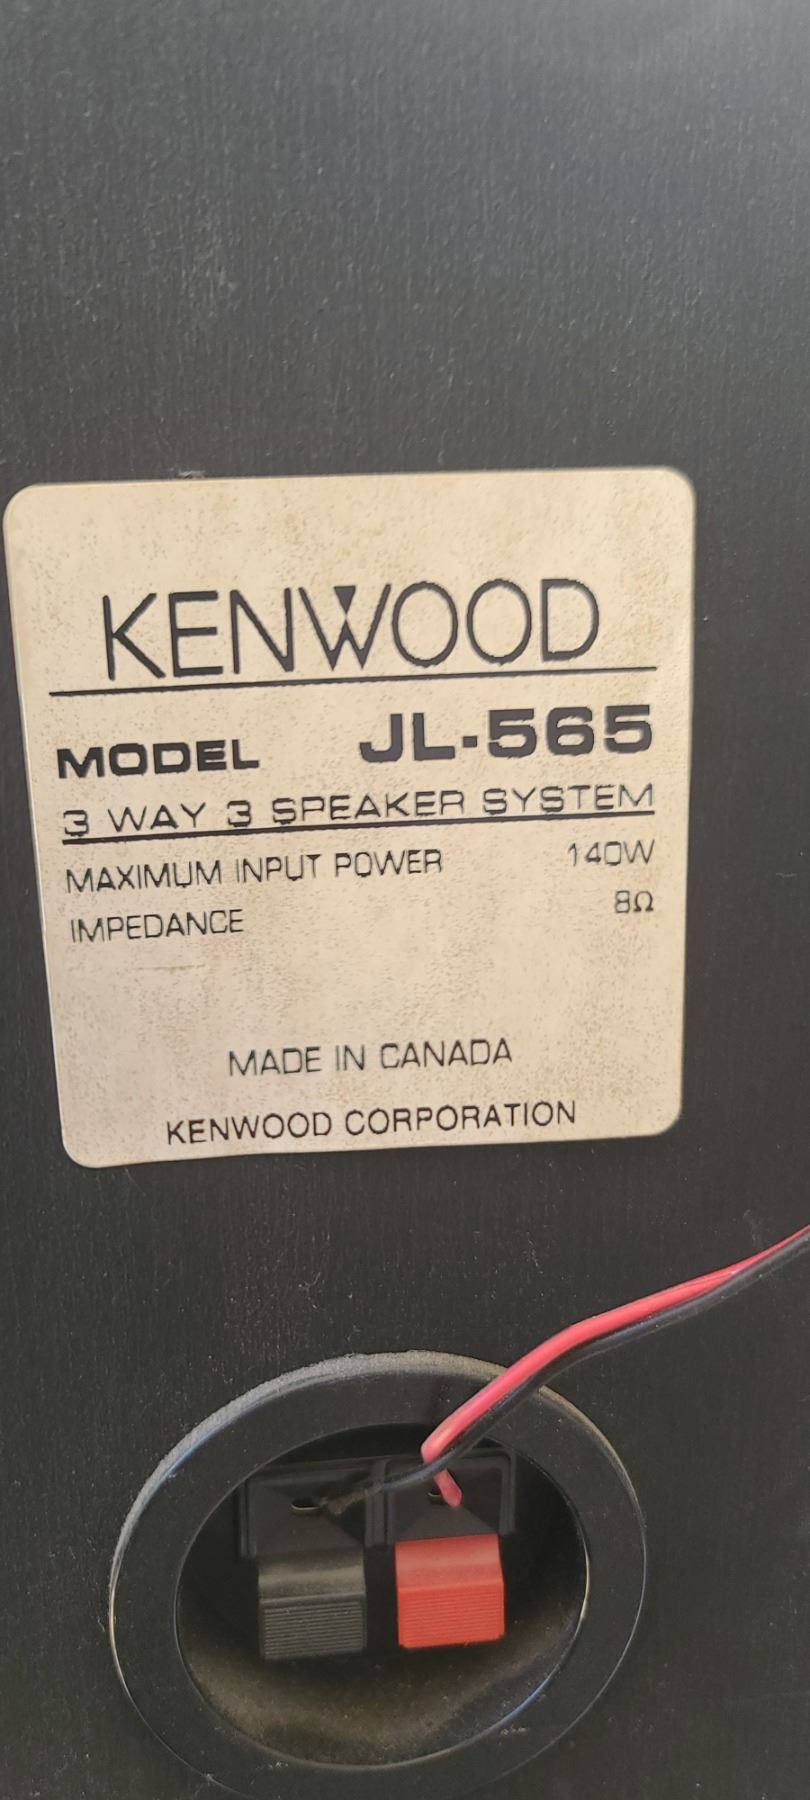 KENWOOD
MODEL JL-565
3 WAY 3 SPEAKER SYSTEM
MAXIMUM INPUT POWER 140W
IMPEDANCE 8Ω
MADE IN CANADA
KENWOOD CORPORATION